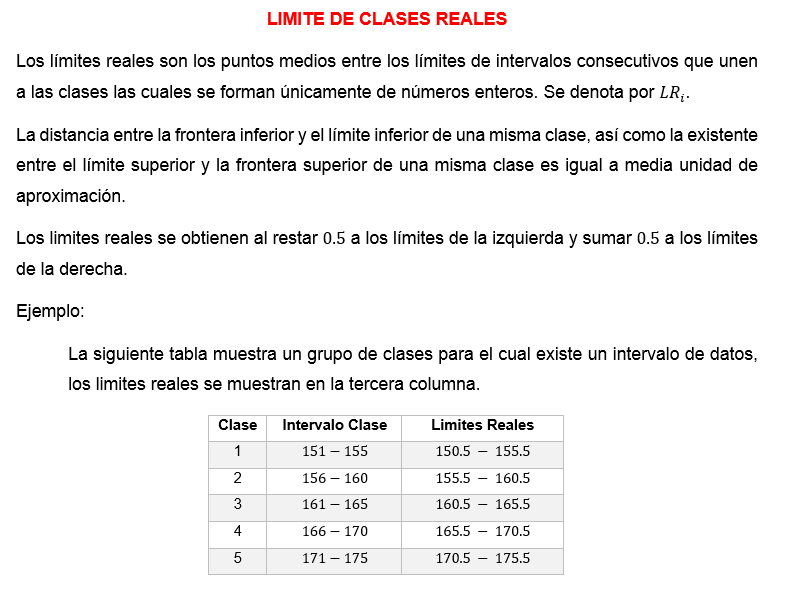 LIMITE DE CLASES REALES
Los límites reales son los puntos medios entre los límites de intervalos consecutivos que unen
a las clases las cuales se forman únicamente de números enteros. Se denota por LRᵢ.
La distancia entre la frontera inferior y el límite inferior de una misma clase, así como la existente
entre el límite superior y la frontera superior de una misma clase es igual a media unidad de
aproximación.
Los limites reales se obtienen al restar 0.5 a los límites de la izquierda y sumar 0.5 a los límites
de la derecha.
Ejemplo:
La siguiente tabla muestra un grupo de clases para el cual existe un intervalo de datos,
los limites reales se muestran en la tercera columna.
Clase Intervalo Clase Limites Reales
1 151 − 155 150.5 − 155.5
2 156 − 160 155.5 − 160.5
3 161 − 165 160.5 − 165.5
4 166 − 170 165.5 − 170.5
5 171 − 175 170.5 − 175.5